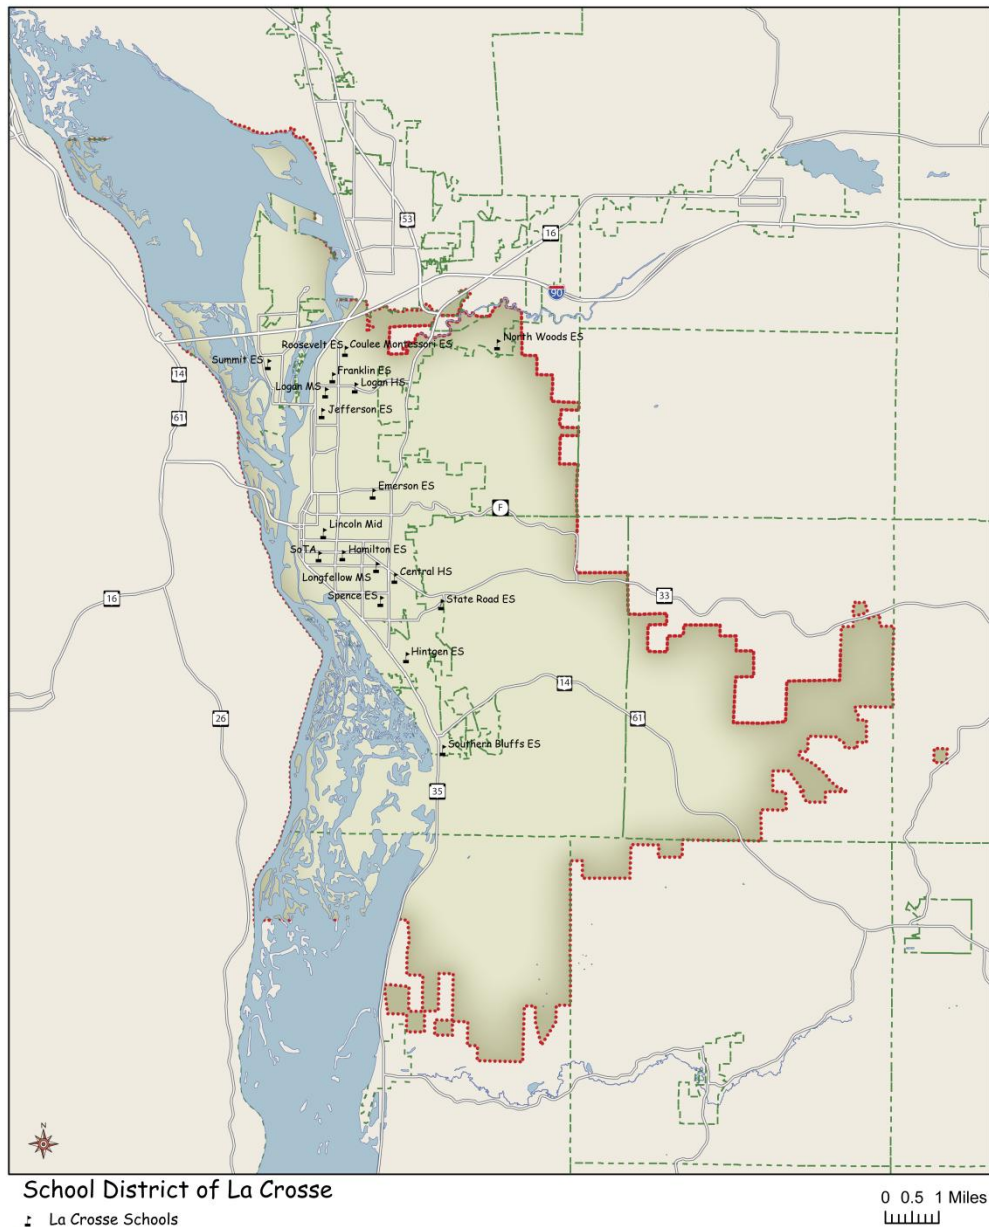 53
16
90
North Woods ES
Roosevelt ES
Coulee Montessori ES
Summit ES
Franklin ES
14
Logan MS
Logan HS
Jefferson ES
61
Emerson ES
F
Lincoln Mid
SoTA
Hamilton ES
Longfellow MS
Central HS
16
Spence ES
State Road ES
33
Hintgen ES
14
26
61
Southern Bluffs ES
35
N
School District of La Crosse
0 0.5 1 Miles
La Crosse Schools